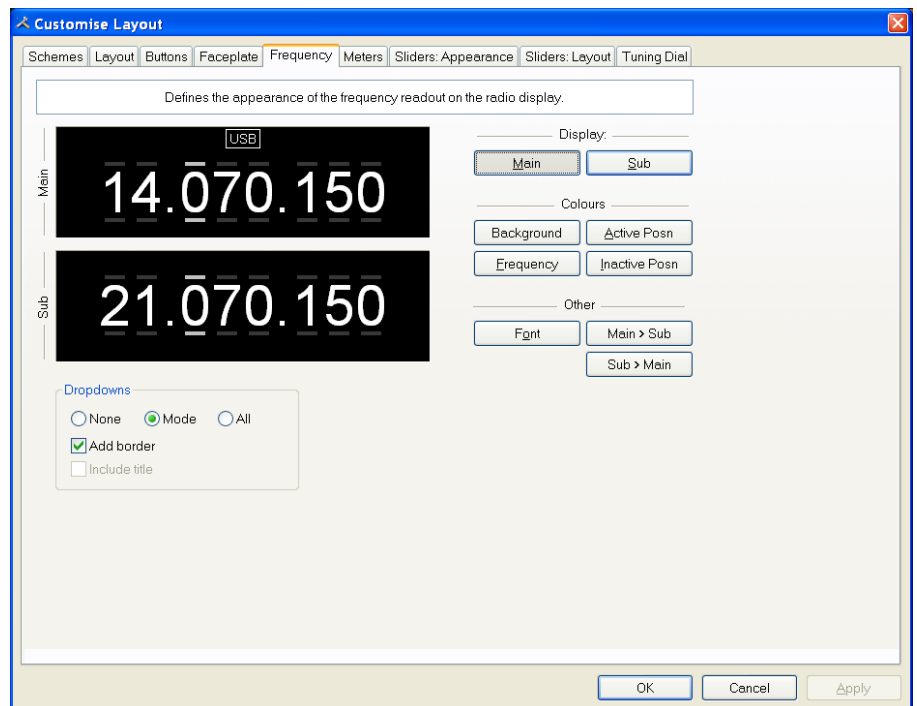 Customise Layout
Schemes Layout Buttons Faceplate Frequency Meters Sliders: Appearance Sliders: Layout Tuning Dial
Defines the appearance of the frequency readout on the radio display.
Main
USB
14.070.150
Sub
21.070.150
Display:
Main Sub
Colours
Background Active Posn
Frequency Inactive Posn
Other
Font Main > Sub
Sub > Main
Dropdowns
None Mode All
Add border
Include title
OK Cancel Apply